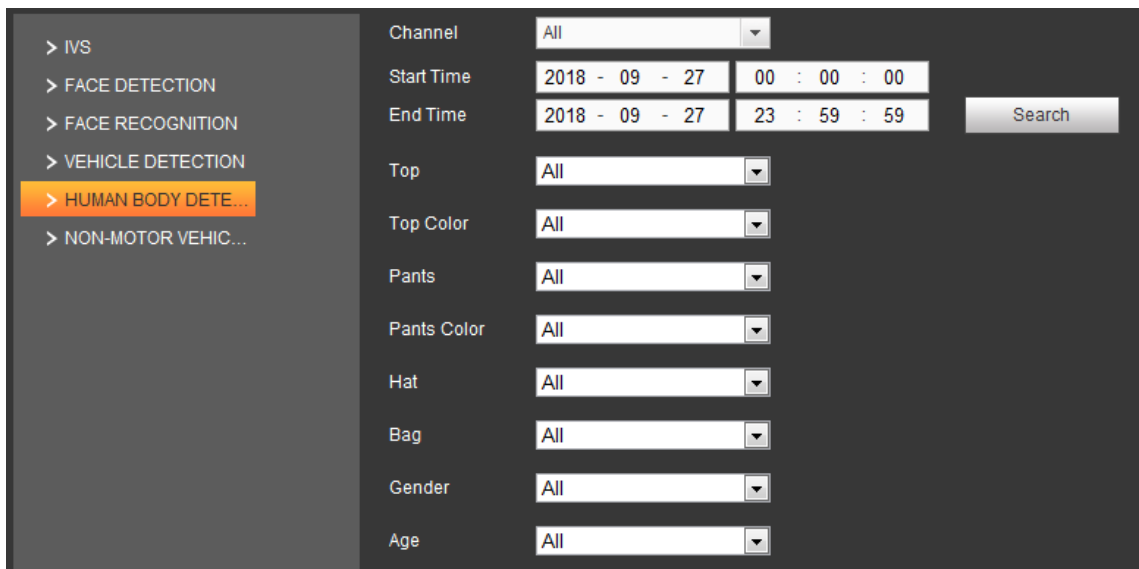 IVS
FACE DETECTION
FACE RECOGNITION
VEHICLE DETECTION
HUMAN BODY DETE...
NON-MOTOR VEHIC...
Channel All
Start Time 2018 - 09 - 27 00 : 00 : 00
End Time 2018 - 09 - 27 23 : 59 : 59 Search
Top All
Top Color All
Pants All
Pants Color All
Hat All
Bag All
Gender All
Age All